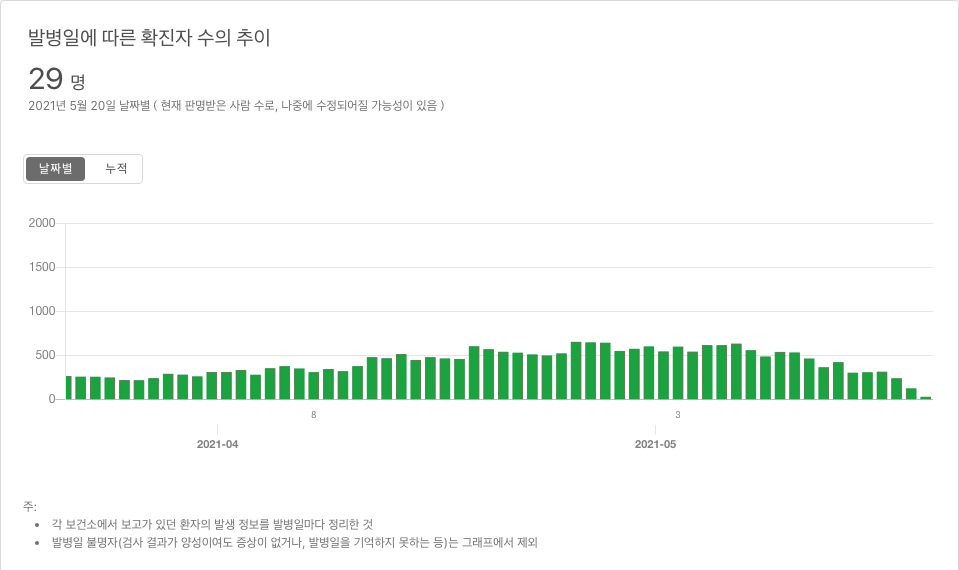 발병일에 따른 확진자 수의 추이
29 명
2021년 5월 20일 날짜별 ( 현재 판명받은 사람 수로, 나중에 수정되어질 가능성이 있음 )
날짜별 누적
2000
1500
1000
500
0
8 3
2021-04 2021-05
주:
• 각 보건소에서 보고가 있던 환자의 발생 정보를 발병일마다 정리한 것
• 발병일 불명자(검사 결과가 양성이여도 증상이 없거나, 발병일을 기억하지 못하는 등)는 그래프에서 제외